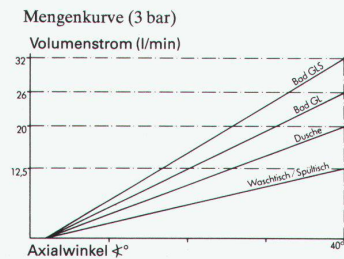 Mengenkurve (3 bar)
Volumenstrom (l/min)
32
Bad GLS
26
Bad GL
20
Dusche
12,5
Waschtisch / Spültisch
Axialwinkel ∢° 40°